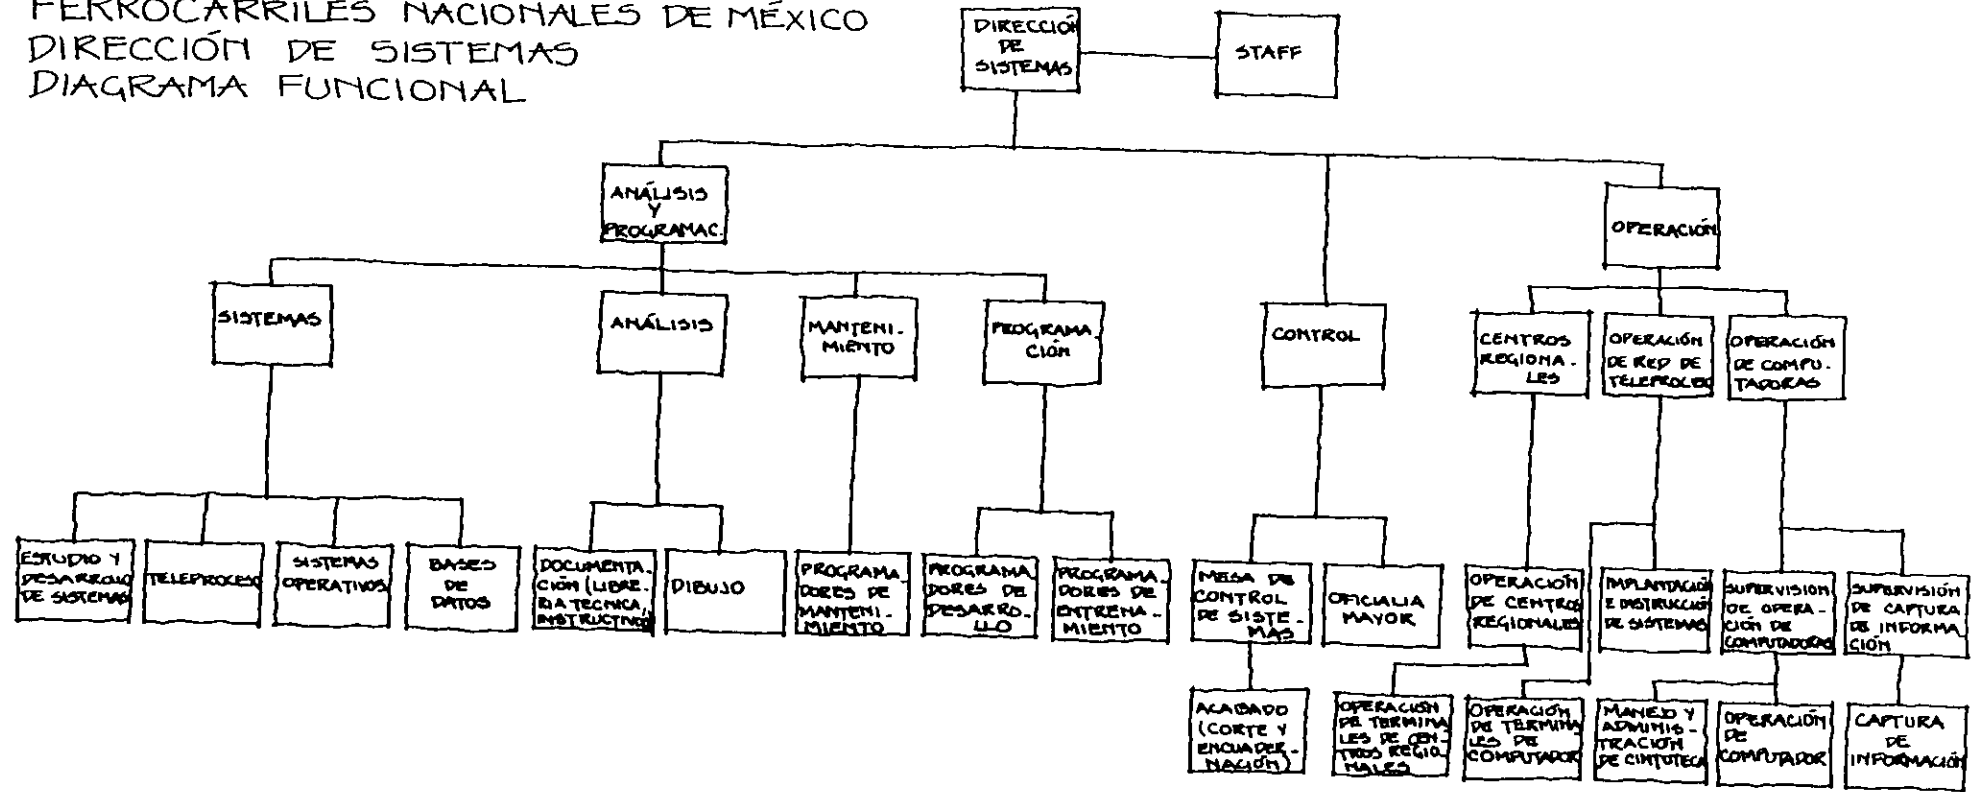 FERROCARRILES NACIONALES DE MÉXICO
DIRECCIÓN DE SISTEMAS
DIAGRAMA FUNCIONAL
DIRECCIÓN
DE
SISTEMAS
STAFF
ANÁLISIS
Y
PROGRAMAC.
OPERACIÓN
SISTEMAS
ANÁLISIS
MANTENI-
MIENTO
PROGRAMA-
CIÓN
CONTROL
CENTROS
REGIONA-
LES
OPERACIÓN
DE RED DE
TELEPROCESO
OPERACIÓN
DE COMPU-
TADORAS
ESTUDIO Y
DESARROLLO
DE SISTEMAS
TELEPROCESO
SISTEMAS
OPERATIVOS
BASES
DE
DATOS
DOCUMENTA-
CIÓN (LIBRE-
RIA TECNICA,
INSTRUCTIVOS
DIBUJO
PROGRAMA-
DORES DE
MANTENI-
MIENTO
PROGRAMA-
DORES DE
DESARRO-
LLO
PROGRAMA-
DORES DE
ENTRENA-
MIENTO
MESA DE
CONTROL
DE SISTE-
MAS
OFICIALIA
MAYOR
OPERACIÓN
DE CENTROS
REGIONALES
IMPLANTACIÓN
E INSTRUCCIÓN
DE SISTEMAS
SUPERVISION
DE OPERA-
CIÓN DE
COMPUTADORAS
SUPERVISIÓN
DE CAPTURA
DE INFORMA
CIÓN
ACABADO
(CORTE Y
ENCUADER-
NACIÓN)
OPERACIÓN
DE TERMINA
LES DE CEN-
TROS REGIO-
NALES
OPERACIÓN
DE TERMINA
LES DE
COMPUTADOR
MANEJO Y
ADMINIS-
TRACIÓN
DE CINTOTECA
OPERACIÓN
DE
COMPUTADOR
CAPTURA
DE
INFORMACIÓN